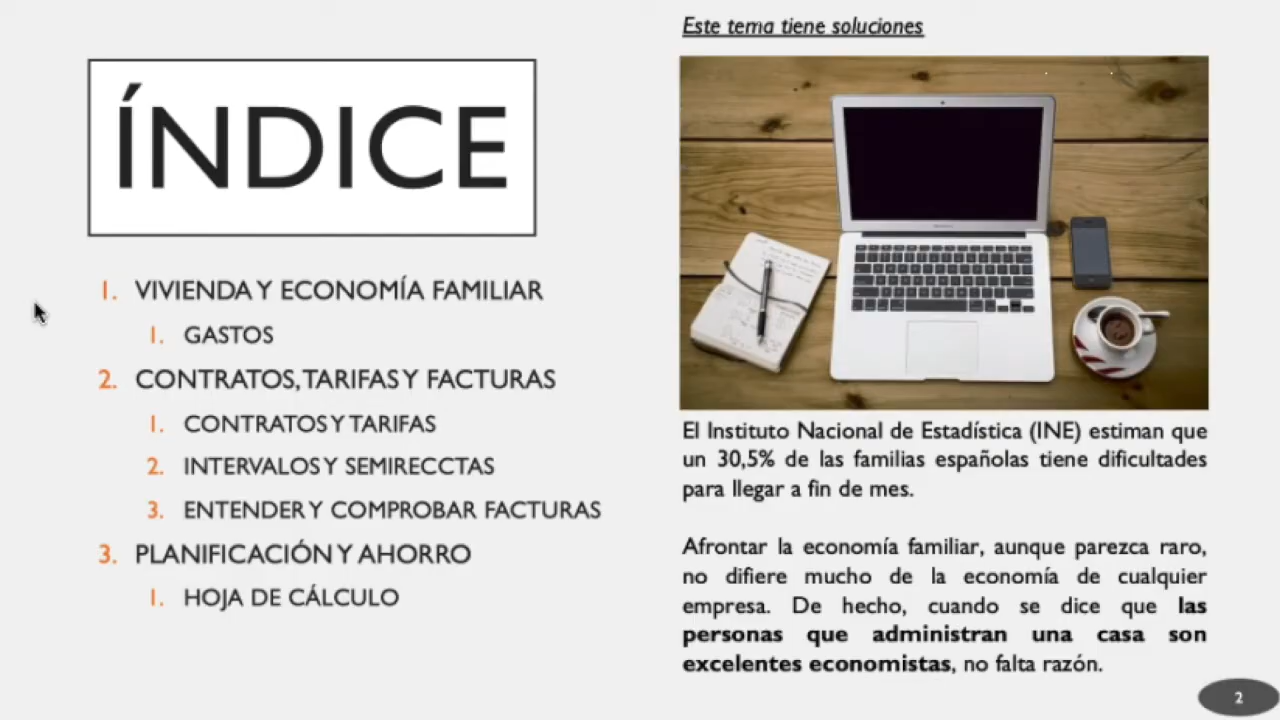 ÍNDICE
1. VIVIENDA Y ECONOMÍA FAMILIAR
1. GASTOS
2. CONTRATOS, TARIFAS Y FACTURAS
1. CONTRATOS Y TARIFAS
2. INTERVALOS Y SEMIRECCTAS
3. ENTENDER Y COMPROBAR FACTURAS
3. PLANIFICACIÓN Y AHORRO
1. HOJA DE CÁLCULO
Este tema tiene soluciones
El Instituto Nacional de Estadística (INE) estiman que
un 30,5% de las familias españolas tiene dificultades
para llegar a fin de mes.
Afrontar la economía familiar, aunque parezca raro,
no difiere mucho de la economía de cualquier
empresa. De hecho, cuando se dice que las
personas que administran una casa son
excelentes economistas, no falta razón.
2